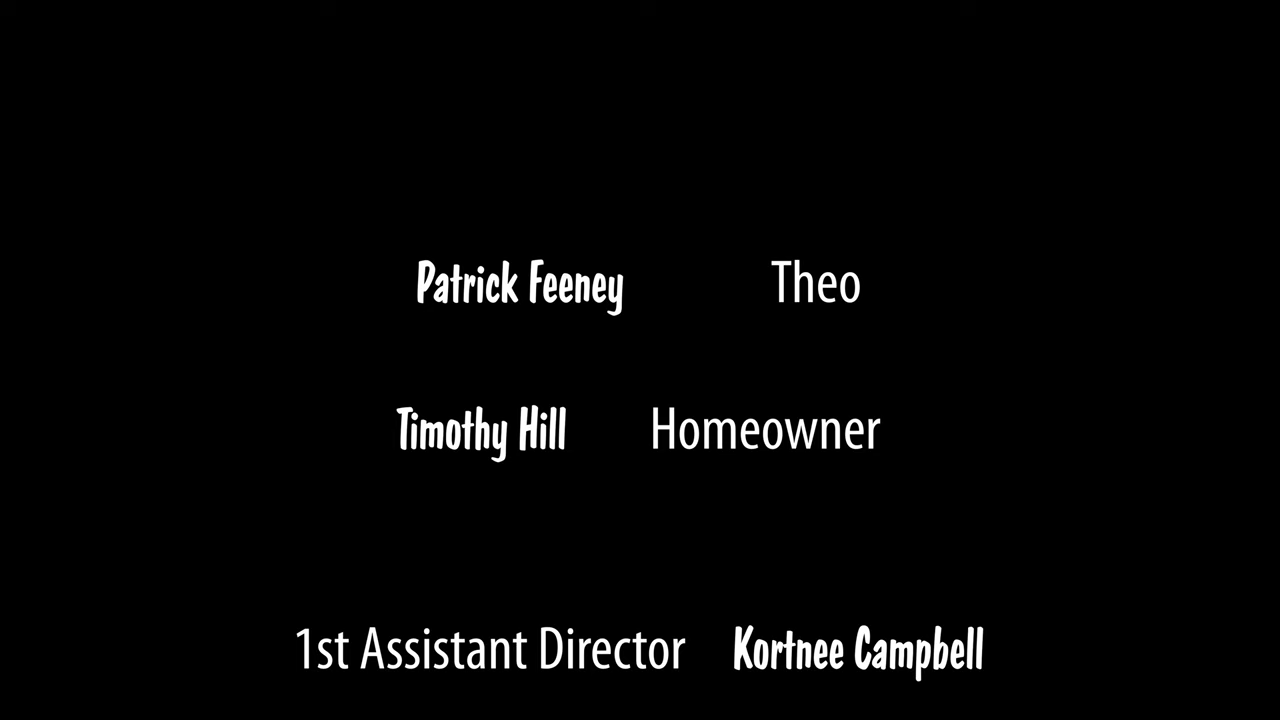 Patrick Feeney Theo
Timothy Hill Homeowner
1st Assistant Director Kortnee Campbell